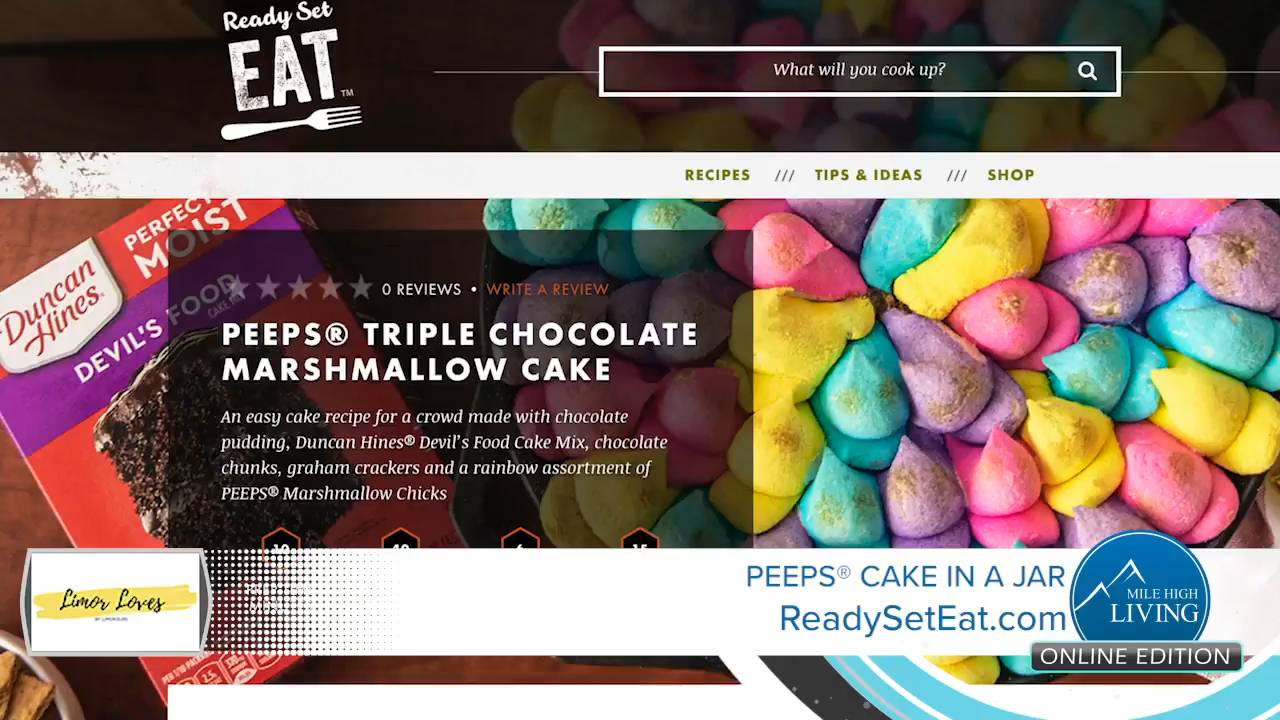 Ready Set
EAT™
What will you cook up?
RECIPES /// TIPS & IDEAS /// SHOP
PERFECTLY
MOIST
Duncan
Hines
DEVIL'S FOOD
CAKE
0 REVIEWS • WRITE A REVIEW
PEEPS® TRIPLE CHOCOLATE
MARSHMALLOW CAKE
An easy cake recipe for a crowd made with chocolate
pudding, Duncan Hines® Devil's Food Cake Mix, chocolate
chunks, graham crackers and a rainbow assortment of
PEEPS® Marshmallow Chicks
Limor Loves
PEEPS® CAKE IN A JAR
ReadySetEat.com
MILE HIGH
LIVING
ONLINE EDITION